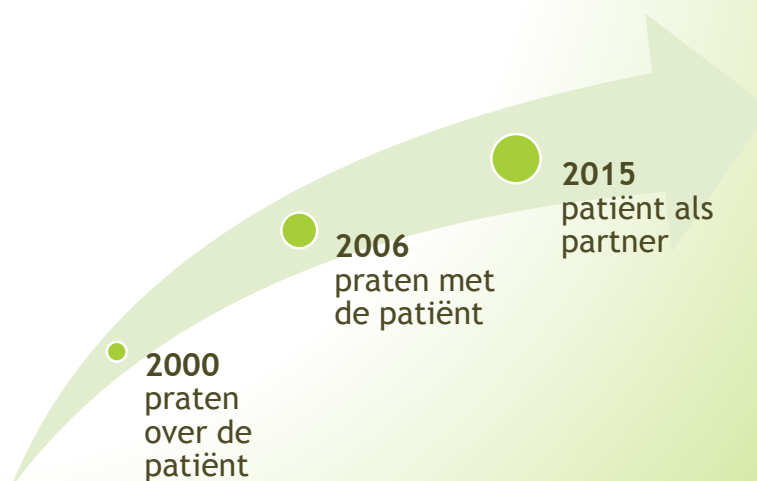 2000
praten
over de
patiënt
2006
praten met
de patiënt
2015
patiënt als
partner